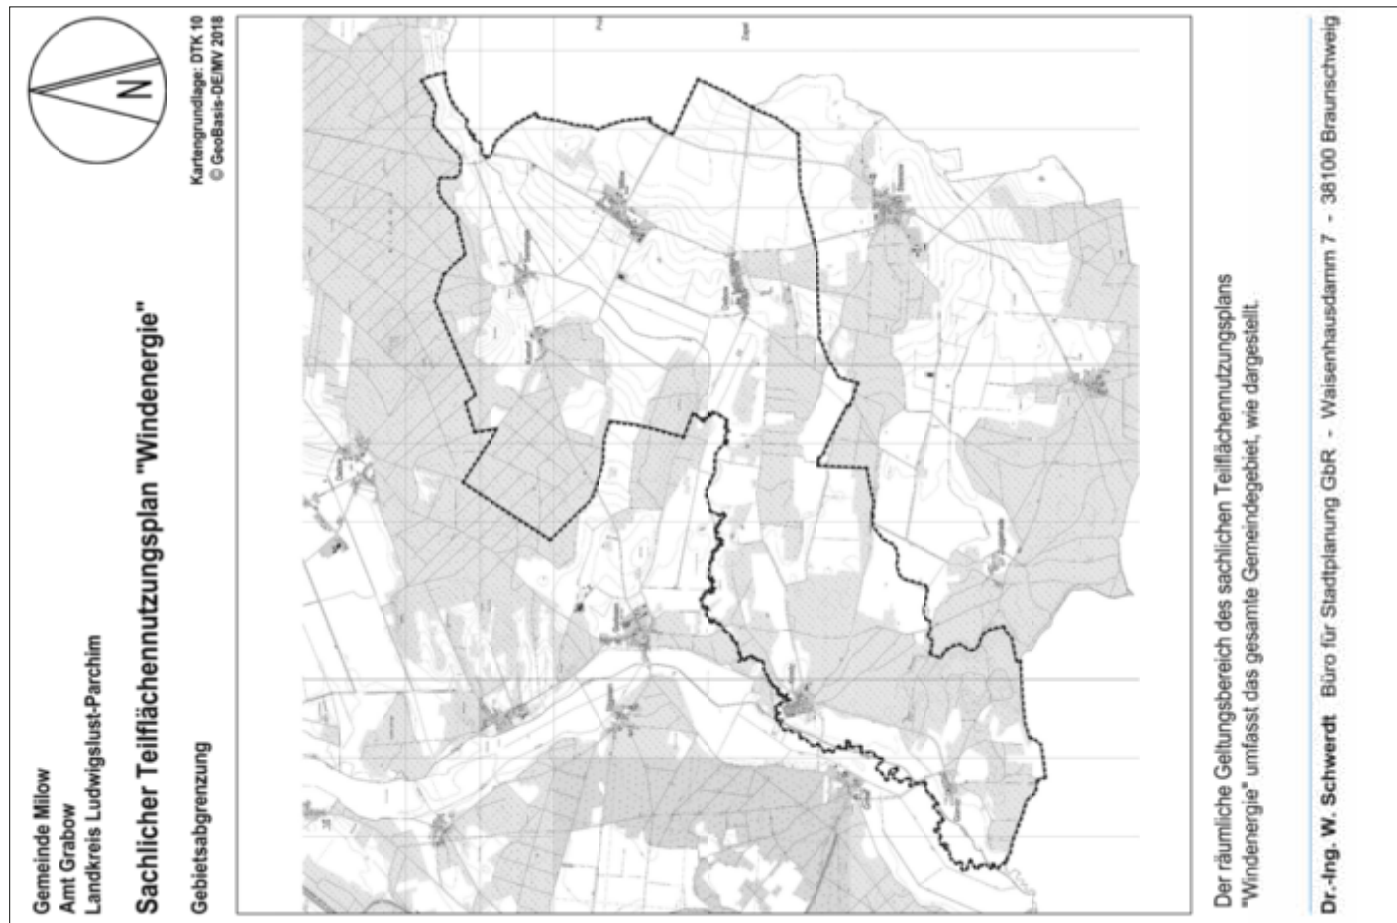 Gemeinde Milow
Amt Grabow
Landkreis Ludwigslust-Parchim
Sachlicher Teilflächennutzungsplan "Windenergie"
Gebietsabgrenzung
N
Kartengrundlage: DTK 10
© GeoBasis-DE/MV 2018
Der räumliche Geltungsbereich des sachlichen Teilflächennutzungsplans
"Windenergie" umfasst das gesamte Gemeindegebiet, wie dargestellt.
Dr.-Ing. W. Schwerdt Büro für Stadtplanung GbR - Waisenhausdamm 7 - 38100 Braunschweig